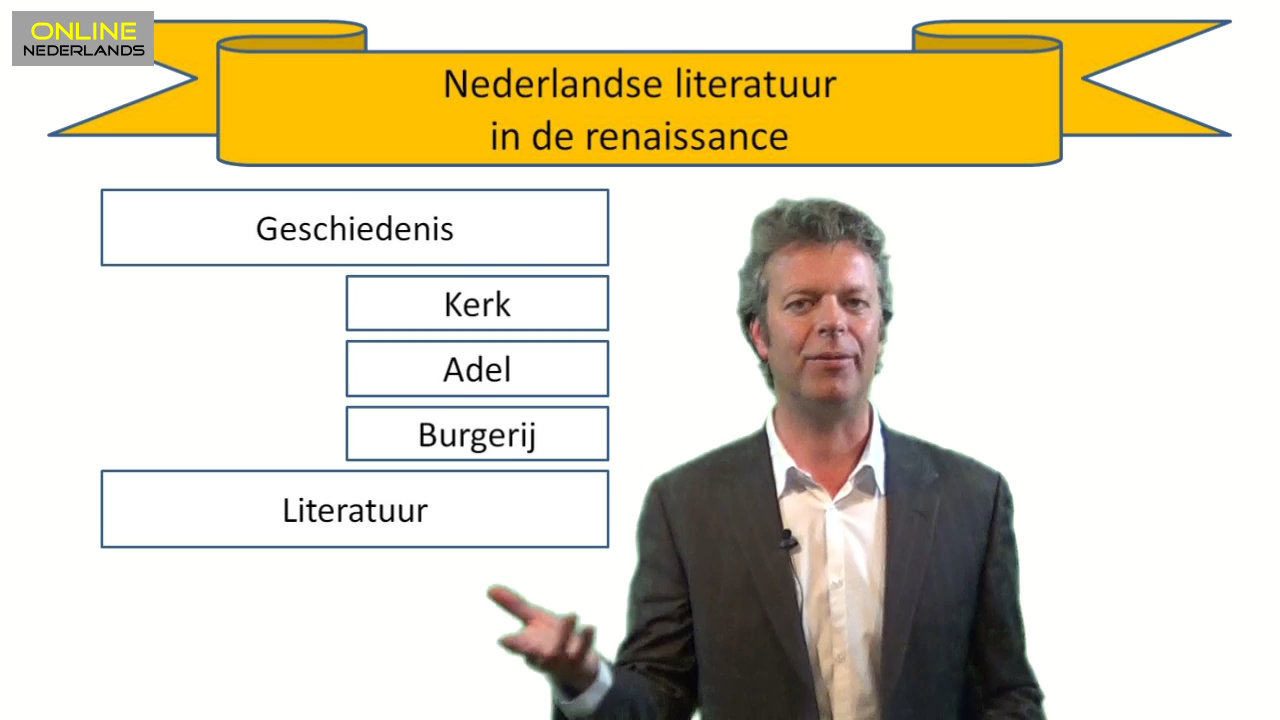 ONLINE
NEDERLANDS
Nederlandse literatuur
in de renaissance
Geschiedenis
Kerk
Adel
Burgerij
Literatuur